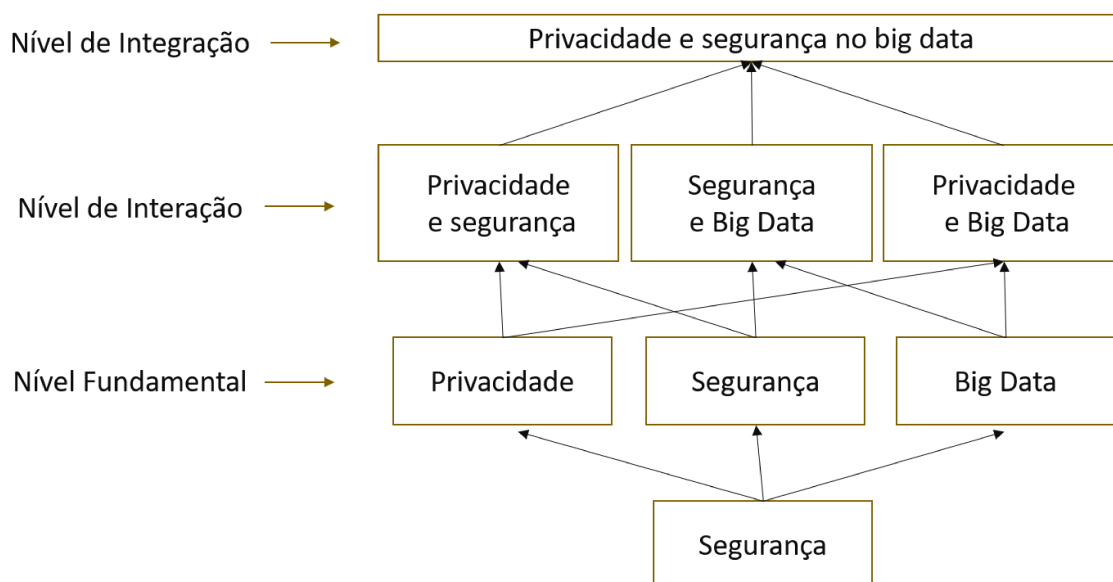 Nível de Integração
Privacidade e segurança no big data
Nível de Interação
Privacidade
e segurança
Segurança
e Big Data
Privacidade
e Big Data
Nível Fundamental
Privacidade
Segurança
Big Data
Segurança